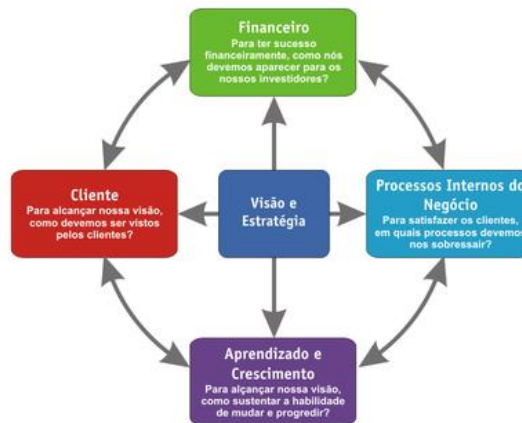 Financeiro
Para ter sucesso
financeiramente, como nós
devemos aparecer para os
nossos investidores?
Cliente
Para alcançar nossa visão,
como devemos ser vistos
pelos clientes?
Visão e
Estratégia
Processos Internos do
Negócio
Para satisfazer os clientes,
em quais processos devemos
nos sobressair?
Aprendizado e
Crescimento
Para alçançar nossa visão,
como sustentar a habilidade
de mudar e progredir?